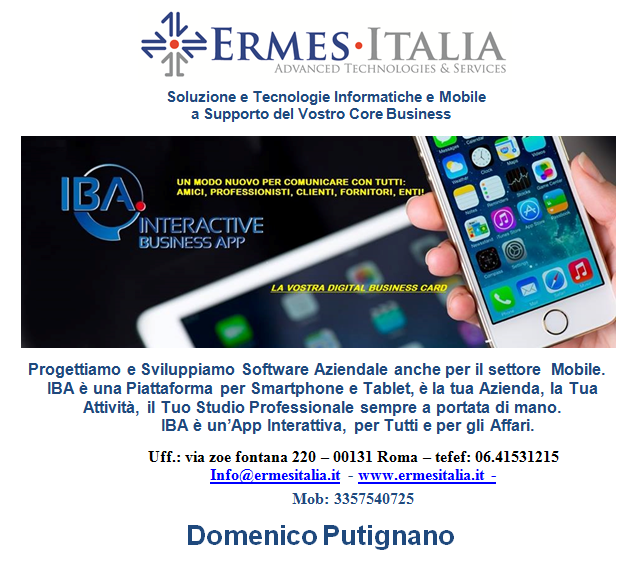 ERMES·ITALIA
ADVANCED TECHNOLOGIES & SERVICES
Soluzione e Tecnologie Informatiche e Mobile
a Supporto del Vostro Core Business
IBA.
INTERACTIVE
BUSINESS APP
UN MODO NUOVO PER COMUNICARE CON TUTTI:
AMICI, PROFESSIONISTI, CLIENTI, FORNITORI, ENTI!
LA VOSTRA DIGITAL BUSINESS CARD
Progettiamo e Sviluppiamo Software Aziendale anche per il settore Mobile.
IBA è una Piattaforma per Smartphone e Tablet, è la tua Azienda, la Tua
Attività, il Tuo Studio Professionale sempre a portata di mano.
IBA è un'App Interattiva, per Tutti e per gli Affari.
Uff.: via zoe fontana 220 – 00131 Roma – tefef: 06.41531215
Info@ermesitalia.it - www.ermesitalia.it -
Mob: 3357540725
Domenico Putignano